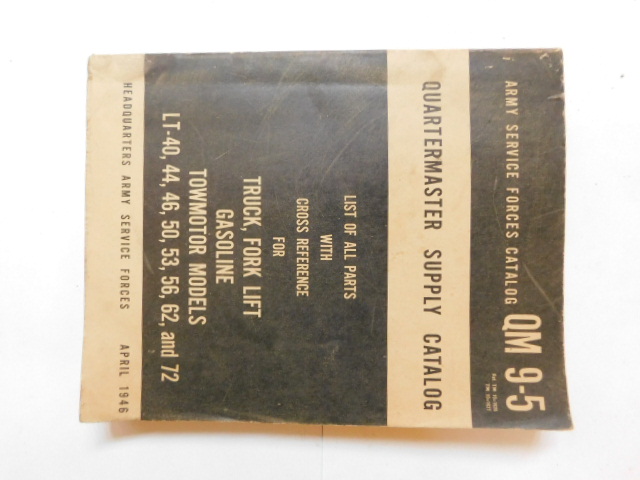 ARMY SERVICE FORCES CATALOG QM 9-5
QUARTERMASTER SUPPLY CATALOG
LIST OF ALL PARTS
WITH
CROSS REFERENCE
FOR
TRUCK, FORK LIFT
GASOLINE
TOWMOTOR MODELS
LT-40, 44, 46, 50, 53, 56, 62, and 72
HEADQUARTERS ARMY SERVICE FORCES APRIL 1946